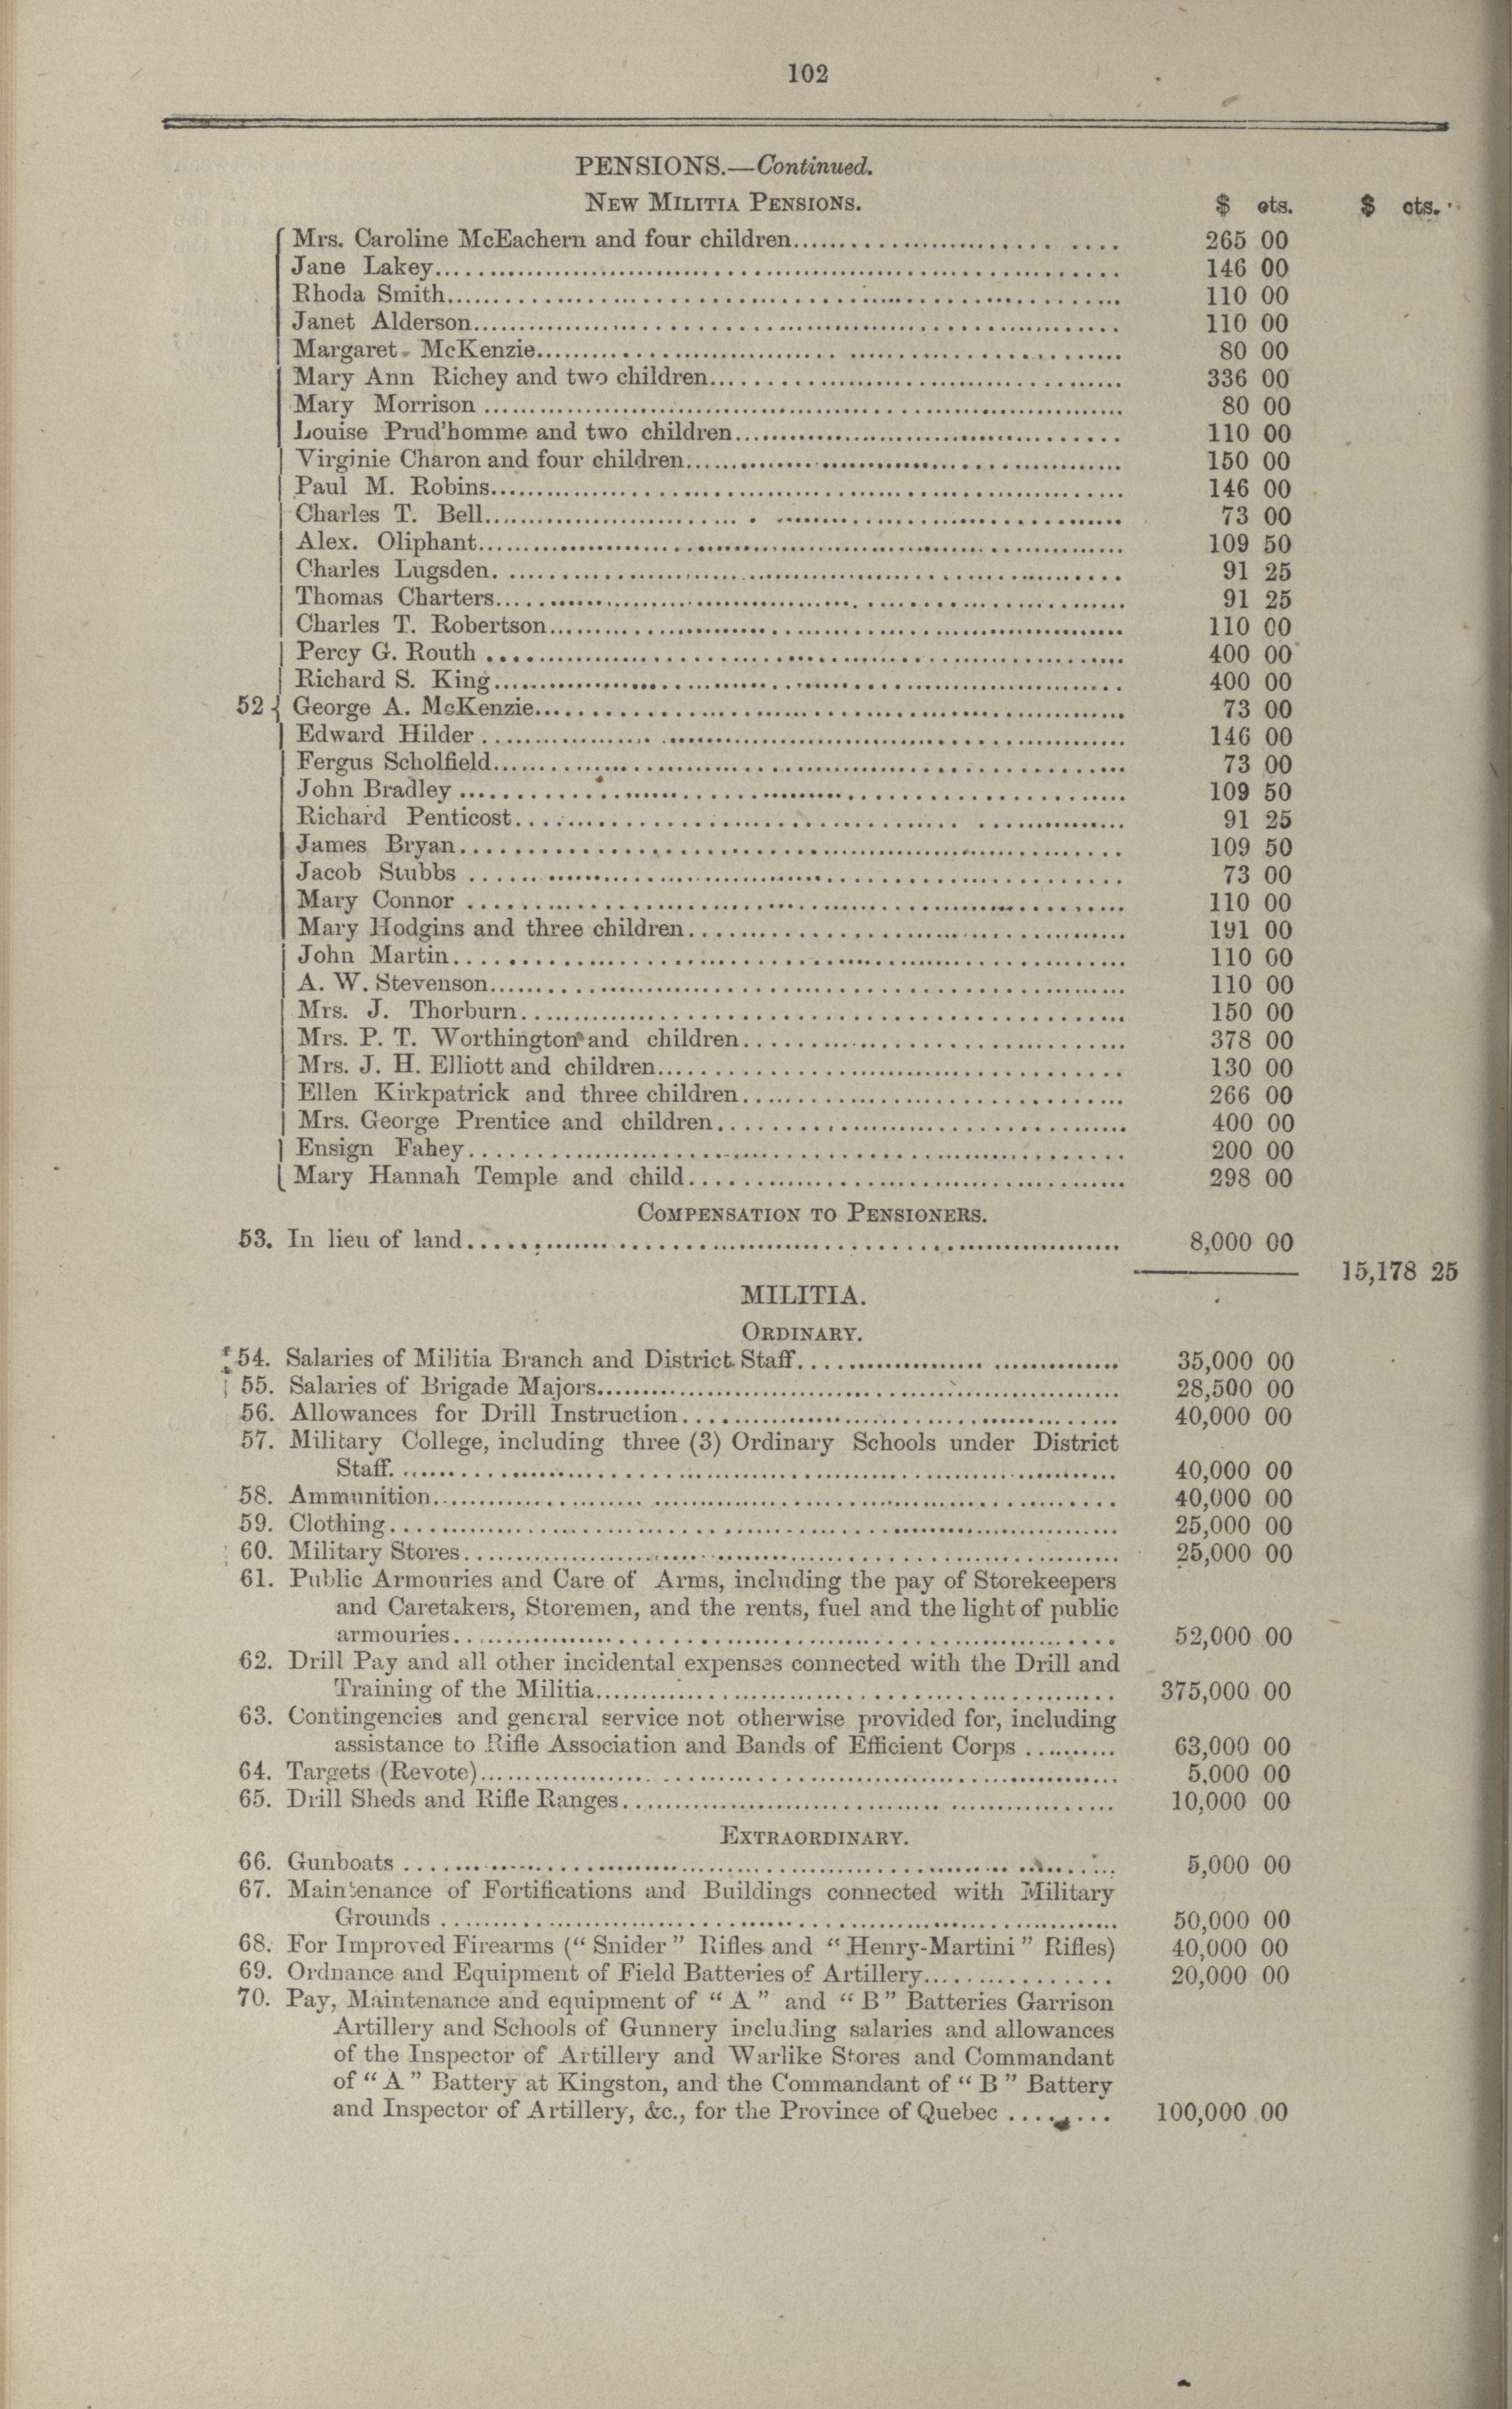 102
PENSIONS.—Continued.
NEW MILITIA PENSIONS. $ cts. $ cts.
Mrs. Caroline McEachern and four children 265 00
Jane Lakey 146 00
Rhoda Smith 110 00
Janet Alderson 110 00
Margaret McKenzie 80 00
Mary Ann Richey and two children 336 00
Mary Morrison 80 00
Louise Prud'homme and two children 110 00
Virginie Charon and four children 150 00
Paul M. Robins 146 00
Charles T. Bell 73 00
Alex. Oliphant 109 50
Charles Lugsden 91 25
Thomas Charters 91 25
Charles T. Robertson 110 00
Percy G. Routh 400 00
Richard S. King 400 00
52 { George A. McKenzie 73 00
Edward Hilder 146 00
Fergus Scholfield 73 00
John Bradley 109 50
Richard Penticost 91 25
James Bryan 109 50
Jacob Stubbs 73 00
Mary Connor 110 00
Mary Hodgins and three children 191 00
John Martin 110 00
A. W. Stevenson 110 00
Mrs. J. Thorburn 150 00
Mrs. P. T. Worthington and children 378 00
Mrs. J. H. Elliott and children 130 00
Ellen Kirkpatrick and three children 266 00
Mrs. George Prentice and children 400 00
Ensign Fahey 200 00
Mary Hannah Temple and child 298 00
COMPENSATION TO PENSIONERS.
53. In lieu of land 8,000 00
15,178 25
MILITIA.
ORDINARY.
54. Salaries of Militia Branch and District Staff 35,000 00
55. Salaries of Brigade Majors 28,500 00
56. Allowances for Drill Instruction 40,000 00
57. Military College, including three (3) Ordinary Schools under District
Staff 40,000 00
58. Ammunition 40,000 00
59. Clothing 25,000 00
60. Military Stores 25,000 00
61. Public Armouries and Care of Arms, including the pay of Storekeepers
and Caretakers, Storemen, and the rents, fuel and the light of public
armouries 52,000 00
62. Drill Pay and all other incidental expenses connected with the Drill and
Training of the Militia 375,000 00
63. Contingencies and general service not otherwise provided for, including
assistance to Rifle Association and Bands of Efficient Corps 63,000 00
64. Targets (Revote) 5,000 00
65. Drill Sheds and Rifle Ranges 10,000 00
EXTRAORDINARY.
66. Gunboats 5,000 00
67. Maintenance of Fortifications and Buildings connected with Military
Grounds 50,000 00
68. For Improved Firearms (“Snider” Rifles and “Henry-Martini” Rifles) 40,000 00
69. Ordnance and Equipment of Field Batteries of Artillery 20,000 00
70. Pay, Maintenance and equipment of “A” and “B” Batteries Garrison
Artillery and Schools of Gunnery including salaries and allowances
of the Inspector of Artillery and Warlike Stores and Commandant
of “A” Battery at Kingston, and the Commandant of “B” Battery
and Inspector of Artillery, &c., for the Province of Quebec 100,000 00